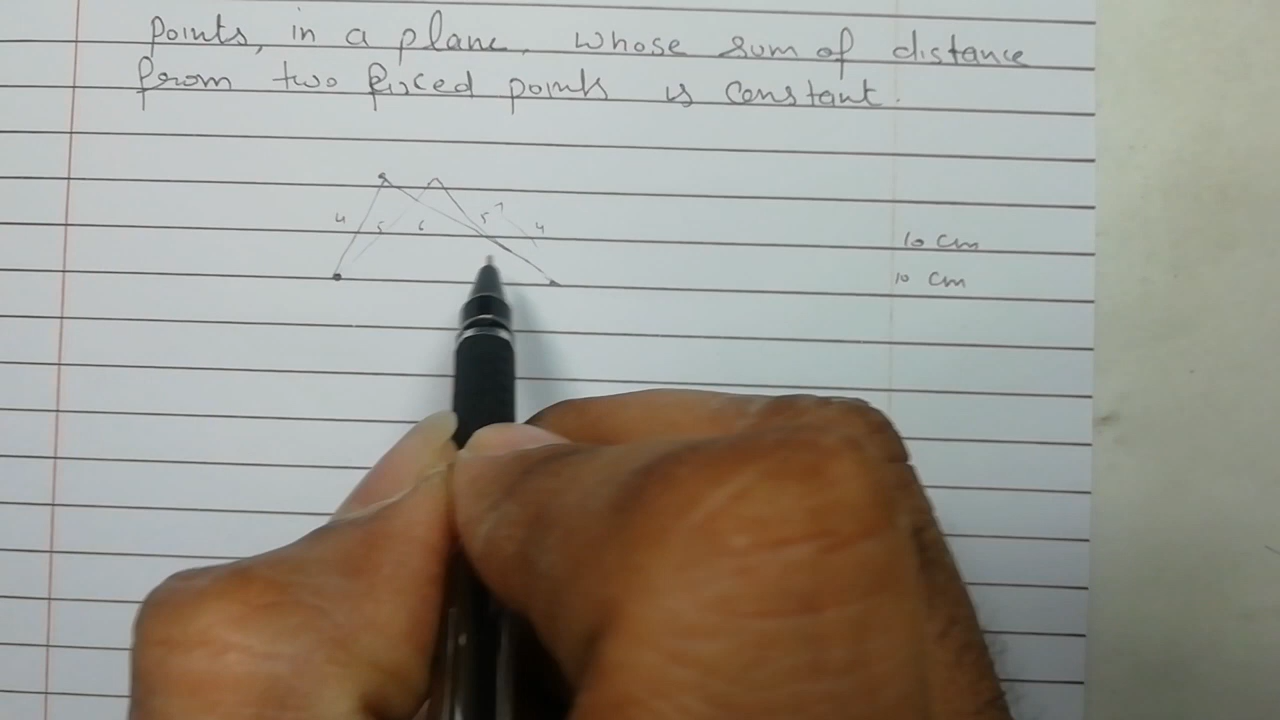 points, in a plane, whose sum of distance
from two fixed points is constant.
4 5 6 5 7 4
10 cm
10 cm